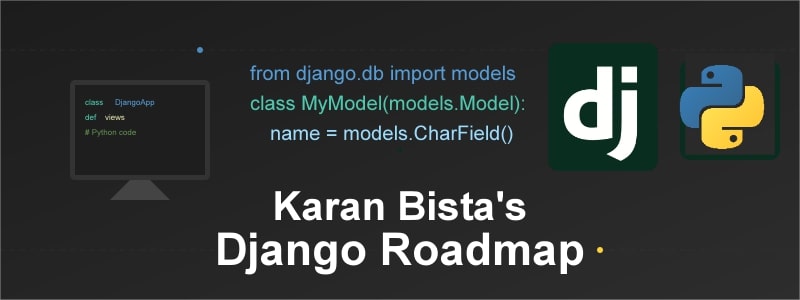 class DjangoApp
def views
# Python code
from django.db import models
class MyModel(models.Model):
name = models.CharField()
dj
Karan Bista's
Django Roadmap